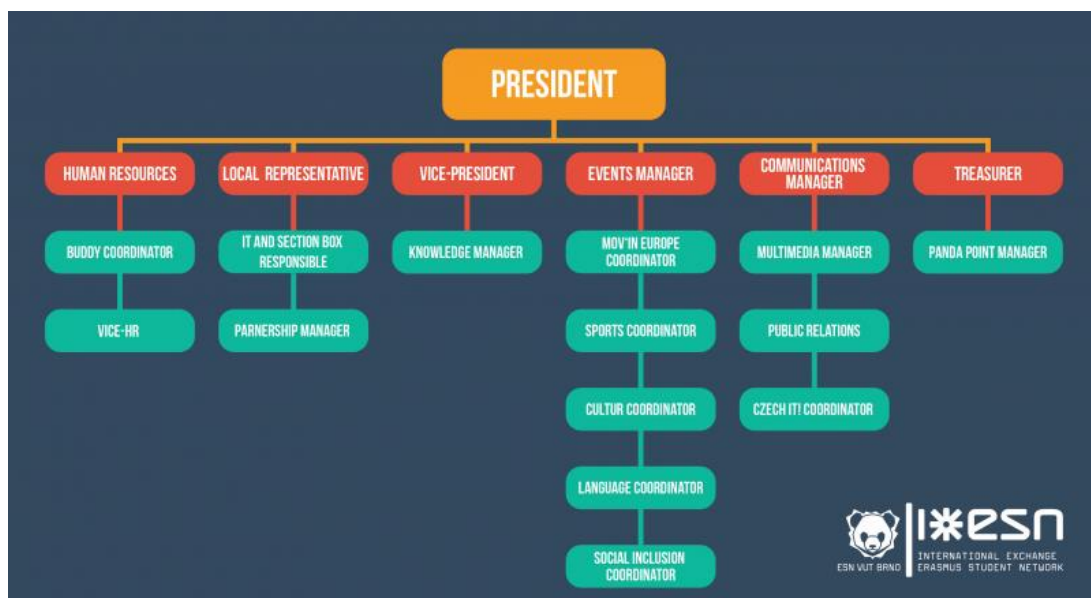 PRESIDENT
HUMAN RESOURCES
LOCAL REPRESENTATIVE
VICE-PRESIDENT
EVENTS MANAGER
COMMUNICATIONS
MANAGER
TREASURER
BUDDY COORDINATOR
IT AND SECTION BOX
RESPONSIBLE
KNOWLEDGE MANAGER
MOV'IN EUROPE
COORDINATOR
MULTIMEDIA MANAGER
PANDA POINT MANAGER
VICE-HR
PARNERSHIP MANAGER
SPORTS COORDINATOR
PUBLIC RELATIONS
CULTUR COORDINATOR
CZECH IT! COORDINATOR
LANGUAGE COORDINATOR
SOCIAL INCLUSION
COORDINATOR
ESN VUT BRNO
esn
INTERNATIONAL EXCHANGE
ERASMUS STUDENT NETWORK